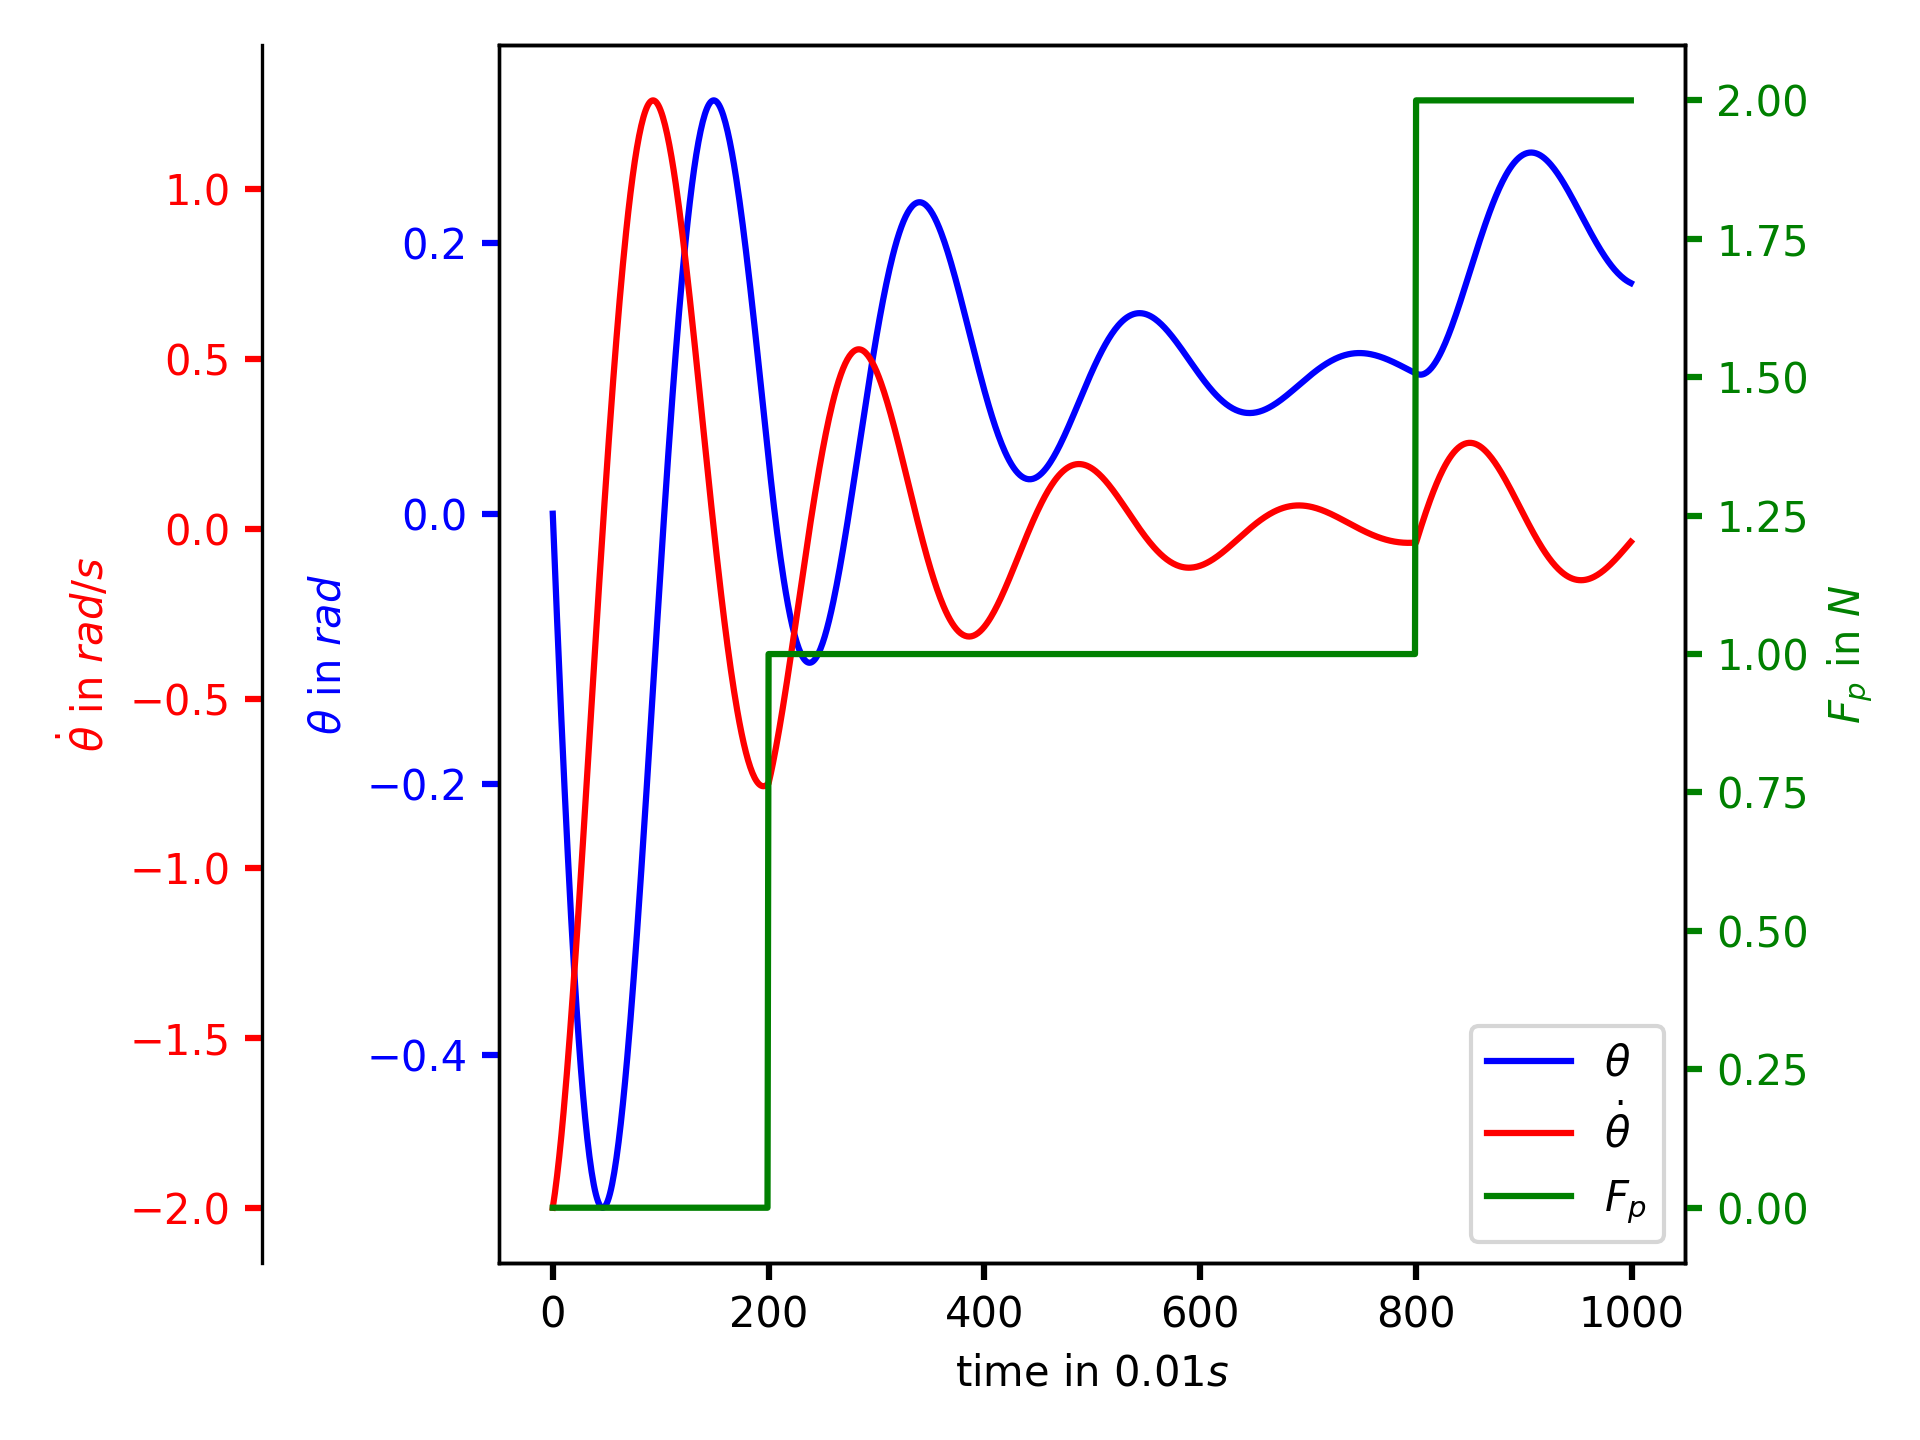 1.0
0.5
0.0
−0.5
−1.0
−1.5
−2.0
θ̇ in rad/s
0.2
0.0
−0.2
−0.4
θ in rad
2.00
1.75
1.50
1.25
1.00
0.75
0.50
0.25
0.00
F_p in N
θ
θ̇
F_p
0 200 400 600 800 1000
time in 0.01s